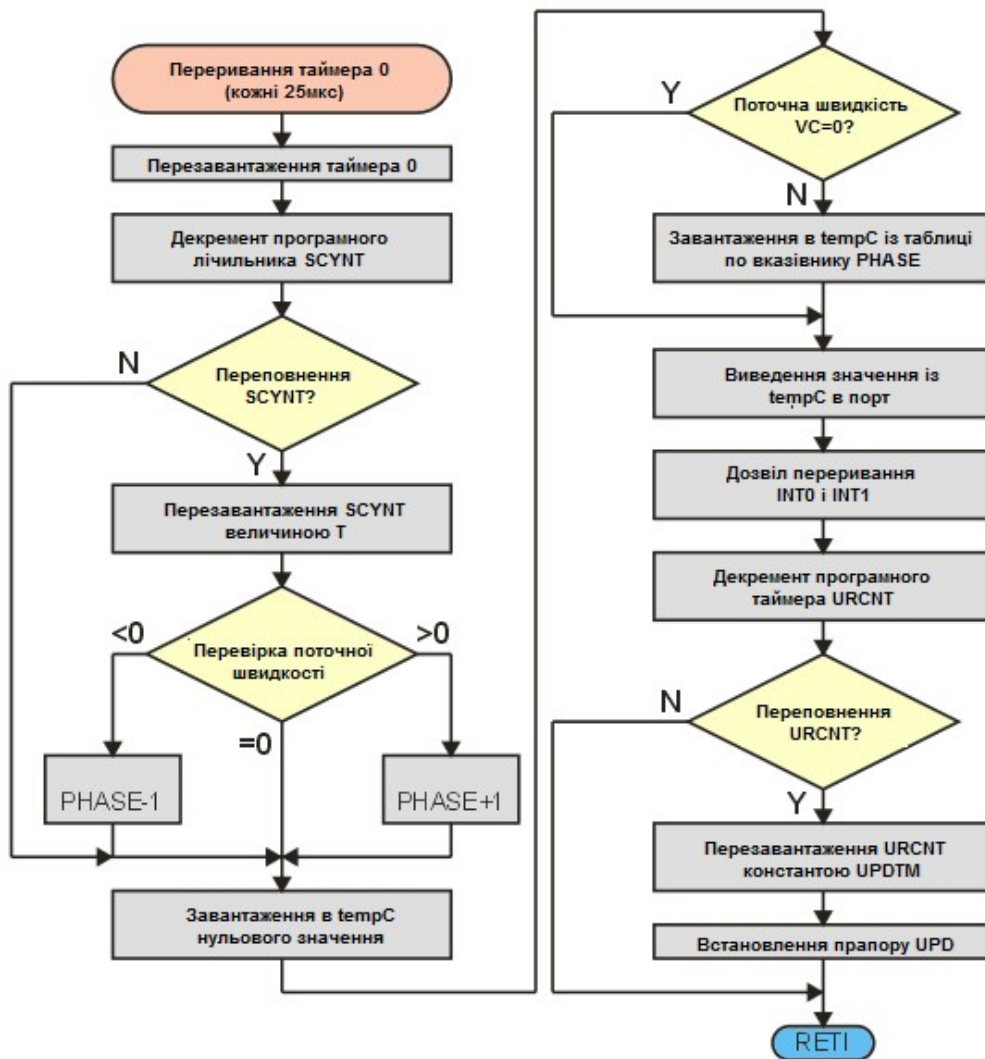 Переривання таймера 0
(кожні 25мкс)
Перезавантаження таймера 0
Декремент програмного
лічильника SCYNT
Переповнення
SCYNT?
N
Y
Перезавантаження SCYNT
величиною T
Перевірка поточної
швидкості
<0
>0
=0
PHASE-1
PHASE+1
Завантаження в tempC
нульового значення
Поточна швидкість
VC=0?
Y
N
Завантаження в tempC із таблиці
по вказівнику PHASE
Виведення значення із
tempC в порт
Дозвіл переривання
INT0 і INT1
Декремент програмного
таймера URCNT
Переповнення
URCNT?
N
Y
Перезавантаження URCNT
константою UPDTM
Встановлення прапору UPD
RETI